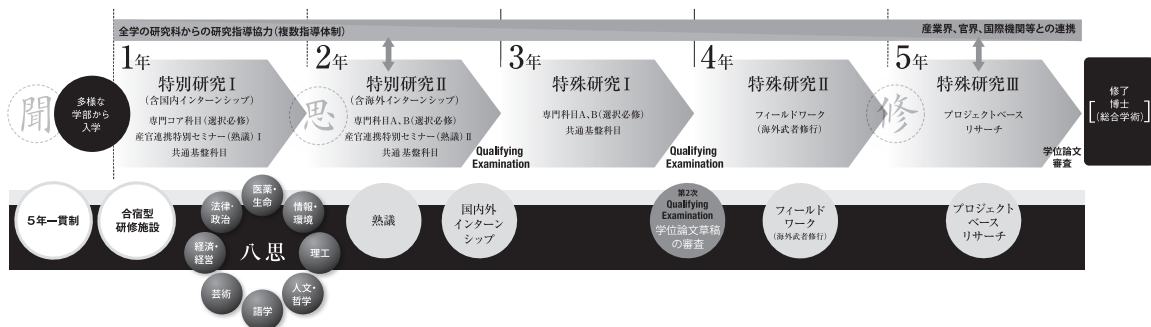 全学の研究科からの研究指導協力(複数指導体制)
産業界、官界、国際機関等との連携
聞
多様な
学部から
入学
1年
特別研究Ⅰ
(含国内インターンシップ)
専門コア科目(選択必修)
産官連携特別セミナー(熟議)Ⅰ
共通基盤科目
思
2年
特別研究Ⅱ
(含海外インターンシップ)
専門科目A、B(選択必修)
産官連携特別セミナー(熟議)Ⅱ
共通基盤科目
Qualifying
Examination
3年
特殊研究Ⅰ
専門科目A、B(選択必修)
共通基盤科目
Qualifying
Examination
4年
特殊研究Ⅱ
フィールドワーク
(海外武者修行)
修
5年
特殊研究Ⅲ
プロジェクトベース
リサーチ
学位論文
審査
修了
博士
(総合学術)
5年一貫制
合宿型
研修施設
八思
医薬・
生命
情報・
環境
理工
人文・
哲学
語学
芸術
経済・
経営
法律・
政治
熟議
国内外
インターン
シップ
第2次
Qualifying
Examination
学位論文草稿
の審査
フィールド
ワーク
(海外武者修行)
プロジェクト
ベース
リサーチ